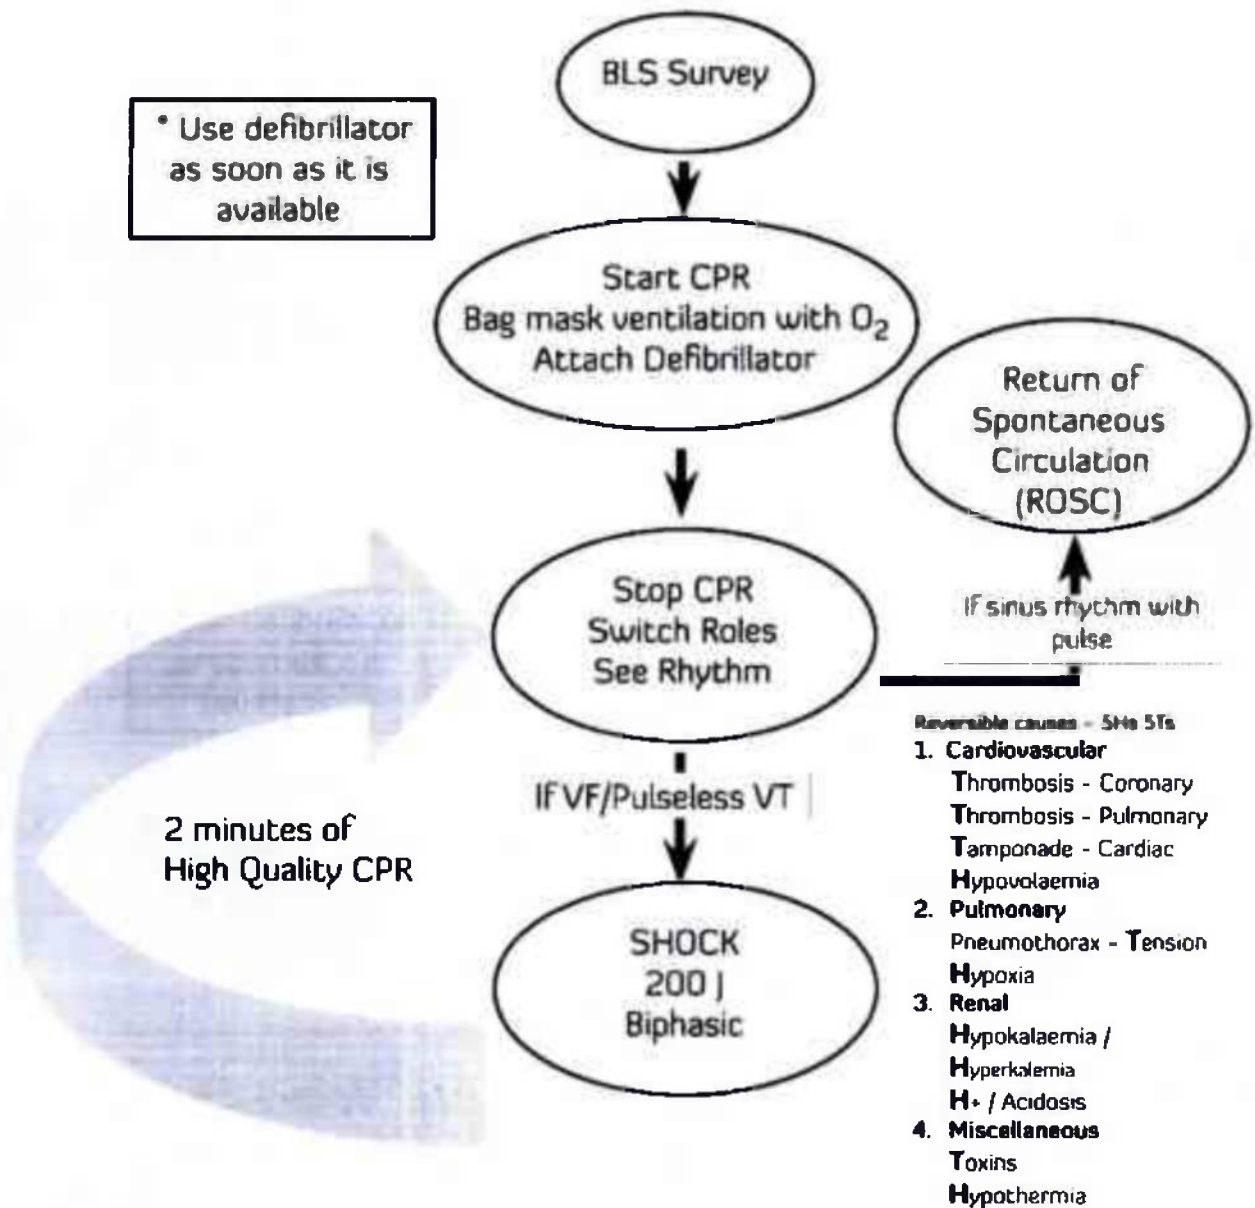 BLS Survey
* Use defibrillator
as soon as it is
available
Start CPR
Bag mask ventilation with O₂
Attach Defibrillator
Return of
Spontaneous
Circulation
(ROSC)
Stop CPR
Switch Roles
See Rhythm
If sinus rhythm with
pulse
If VF/Pulseless VT
2 minutes of
High Quality CPR
SHOCK
200 J
Biphasic
Reversible causes - 5Hs 5Ts
1. Cardiovascular
Thrombosis - Coronary
Thrombosis - Pulmonary
Tamponade - Cardiac
Hypovolaemia
2. Pulmonary
Pneumothorax - Tension
Hypoxia
3. Renal
Hypokalaemia /
Hyperkalemia
H+ / Acidosis
4. Miscellaneous
Toxins
Hypothermia